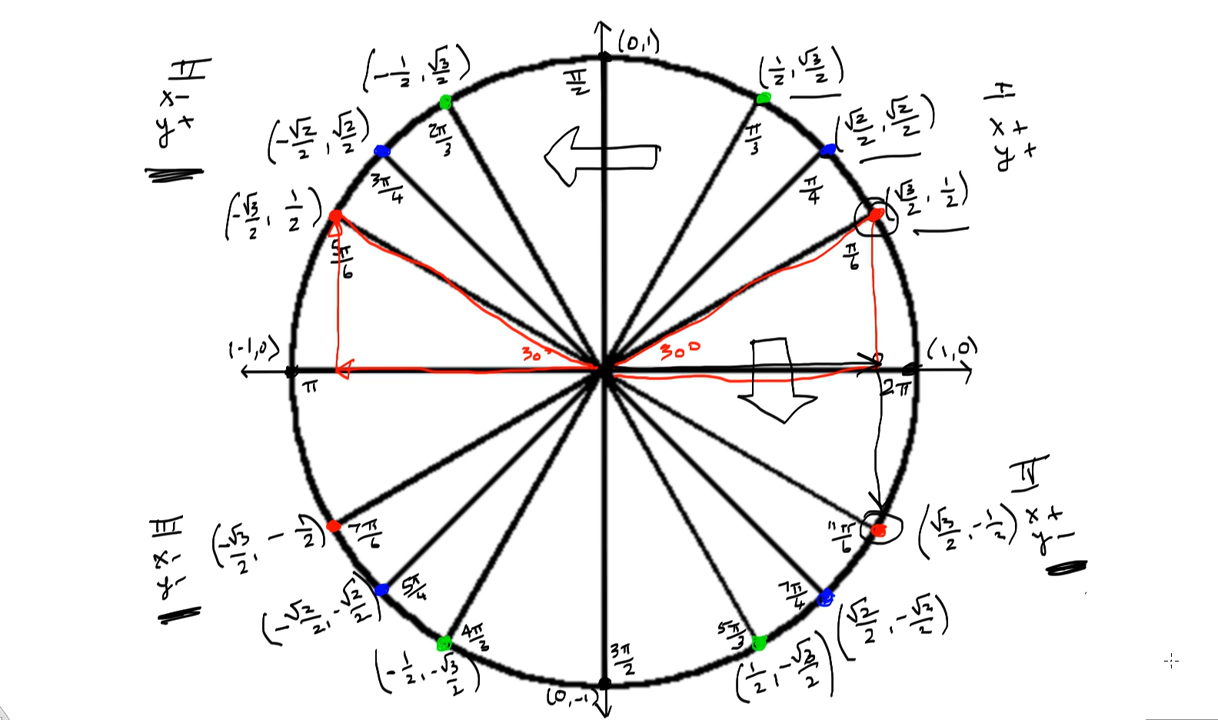 (0,1)
π/2
II
x-
y+
(-1/2, √3/2)
2π/3
(-√2/2, √2/2)
3π/4
(-√3/2, 1/2)
5π/6
I
x+
y+
(1/2, √3/2)
π/3
(√2/2, √2/2)
π/4
(√3/2, 1/2)
π/6
30°
30°
(-1,0)
π
(1,0)
2π
III
x-
y-
(-√3/2, -1/2)
7π/6
(-√2/2, -√2/2)
5π/4
(-1/2, -√3/2)
4π/3
(0,-1)
3π/2
IV
x+
y-
(√3/2, -1/2)
11π/6
7π/4
(√2/2, -√2/2)
5π/3
(1/2, -√3/2)